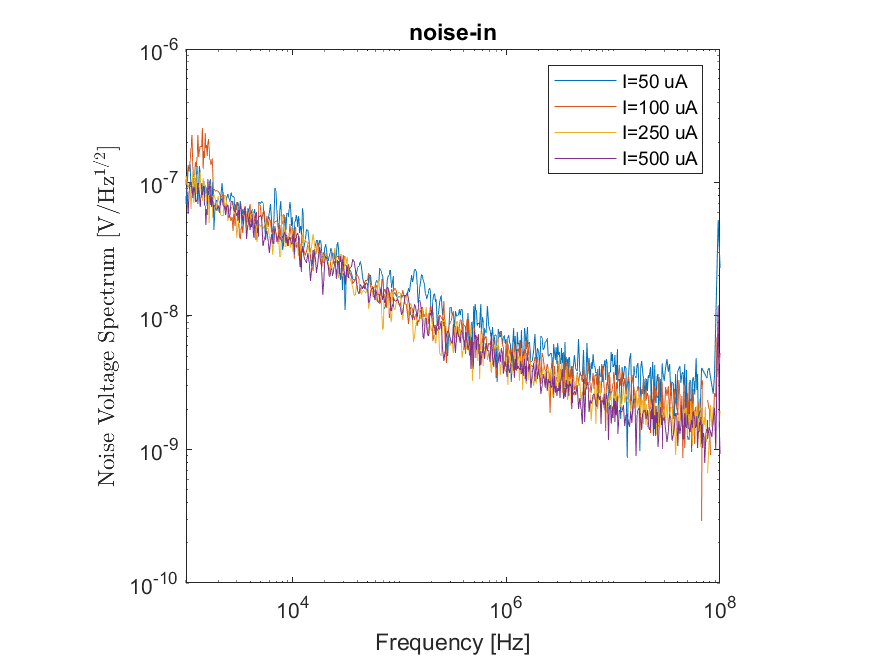 noise-in
10^-6
10^-7
10^-8
10^-9
10^-10
Noise Voltage Spectrum [V/Hz^1/2]
I=50 uA
I=100 uA
I=250 uA
I=500 uA
10^4
10^6
10^8
Frequency [Hz]